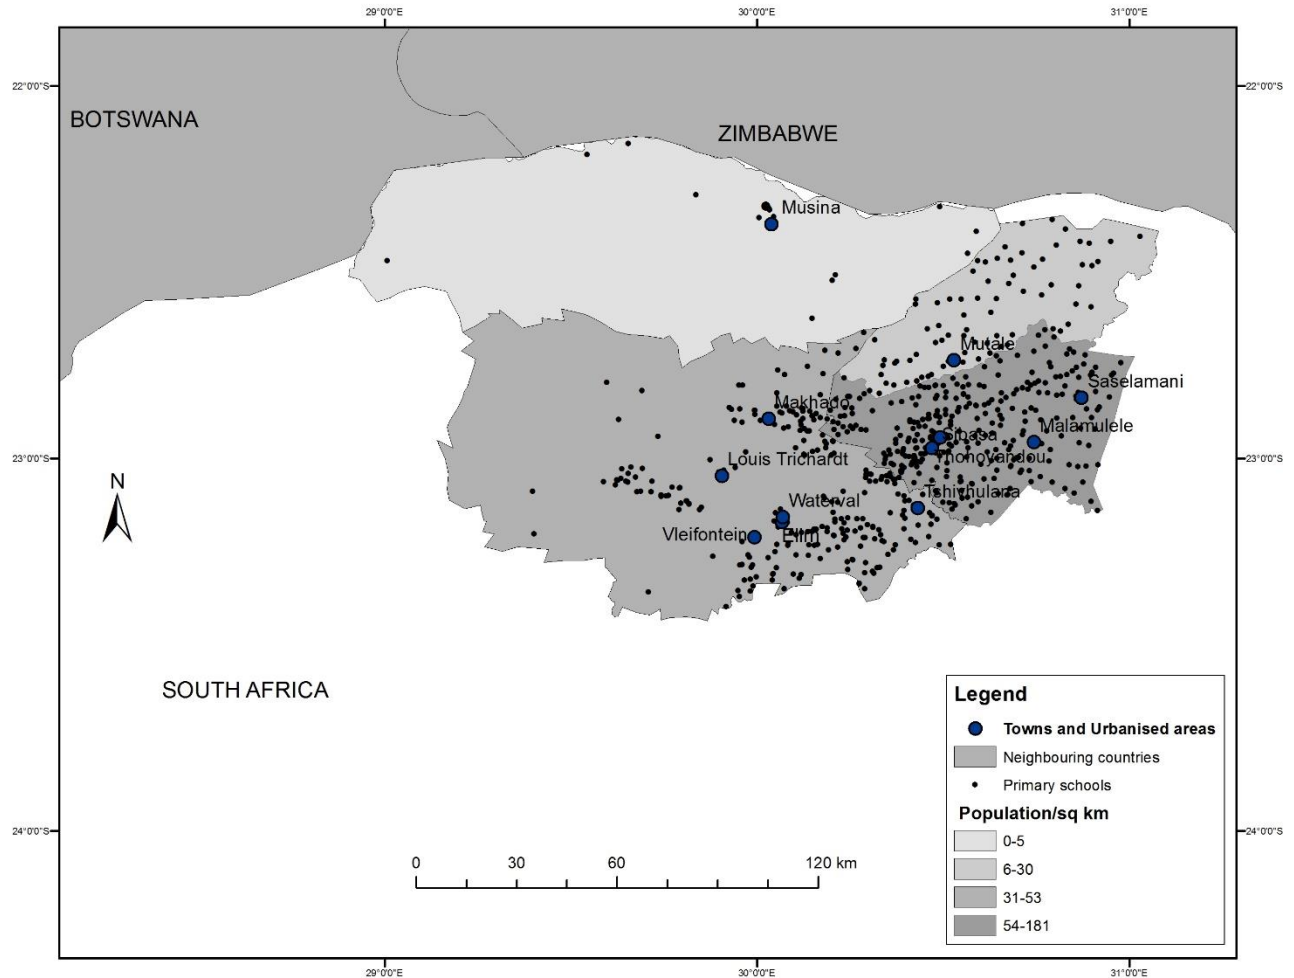 29°0'0"E 30°0'0"E 31°0'0"E
22°0'0"S 22°0'0"S
BOTSWANA
ZIMBABWE
Musina
Mutale
Saselamani
Makhado
Malamulele
Sibasa
Thohoyandou
23°0'0"S 23°0'0"S
Louis Trichardt
Tshivhulana
Waterval
N
Vleifontein
Elim
SOUTH AFRICA
Legend
Towns and Urbanised areas
Neighbouring countries
Primary schools
Population/sq km
0-5
6-30
31-53
54-181
24°0'0"S 24°0'0"S
0 30 60 120 km
29°0'0"E 30°0'0"E 31°0'0"E